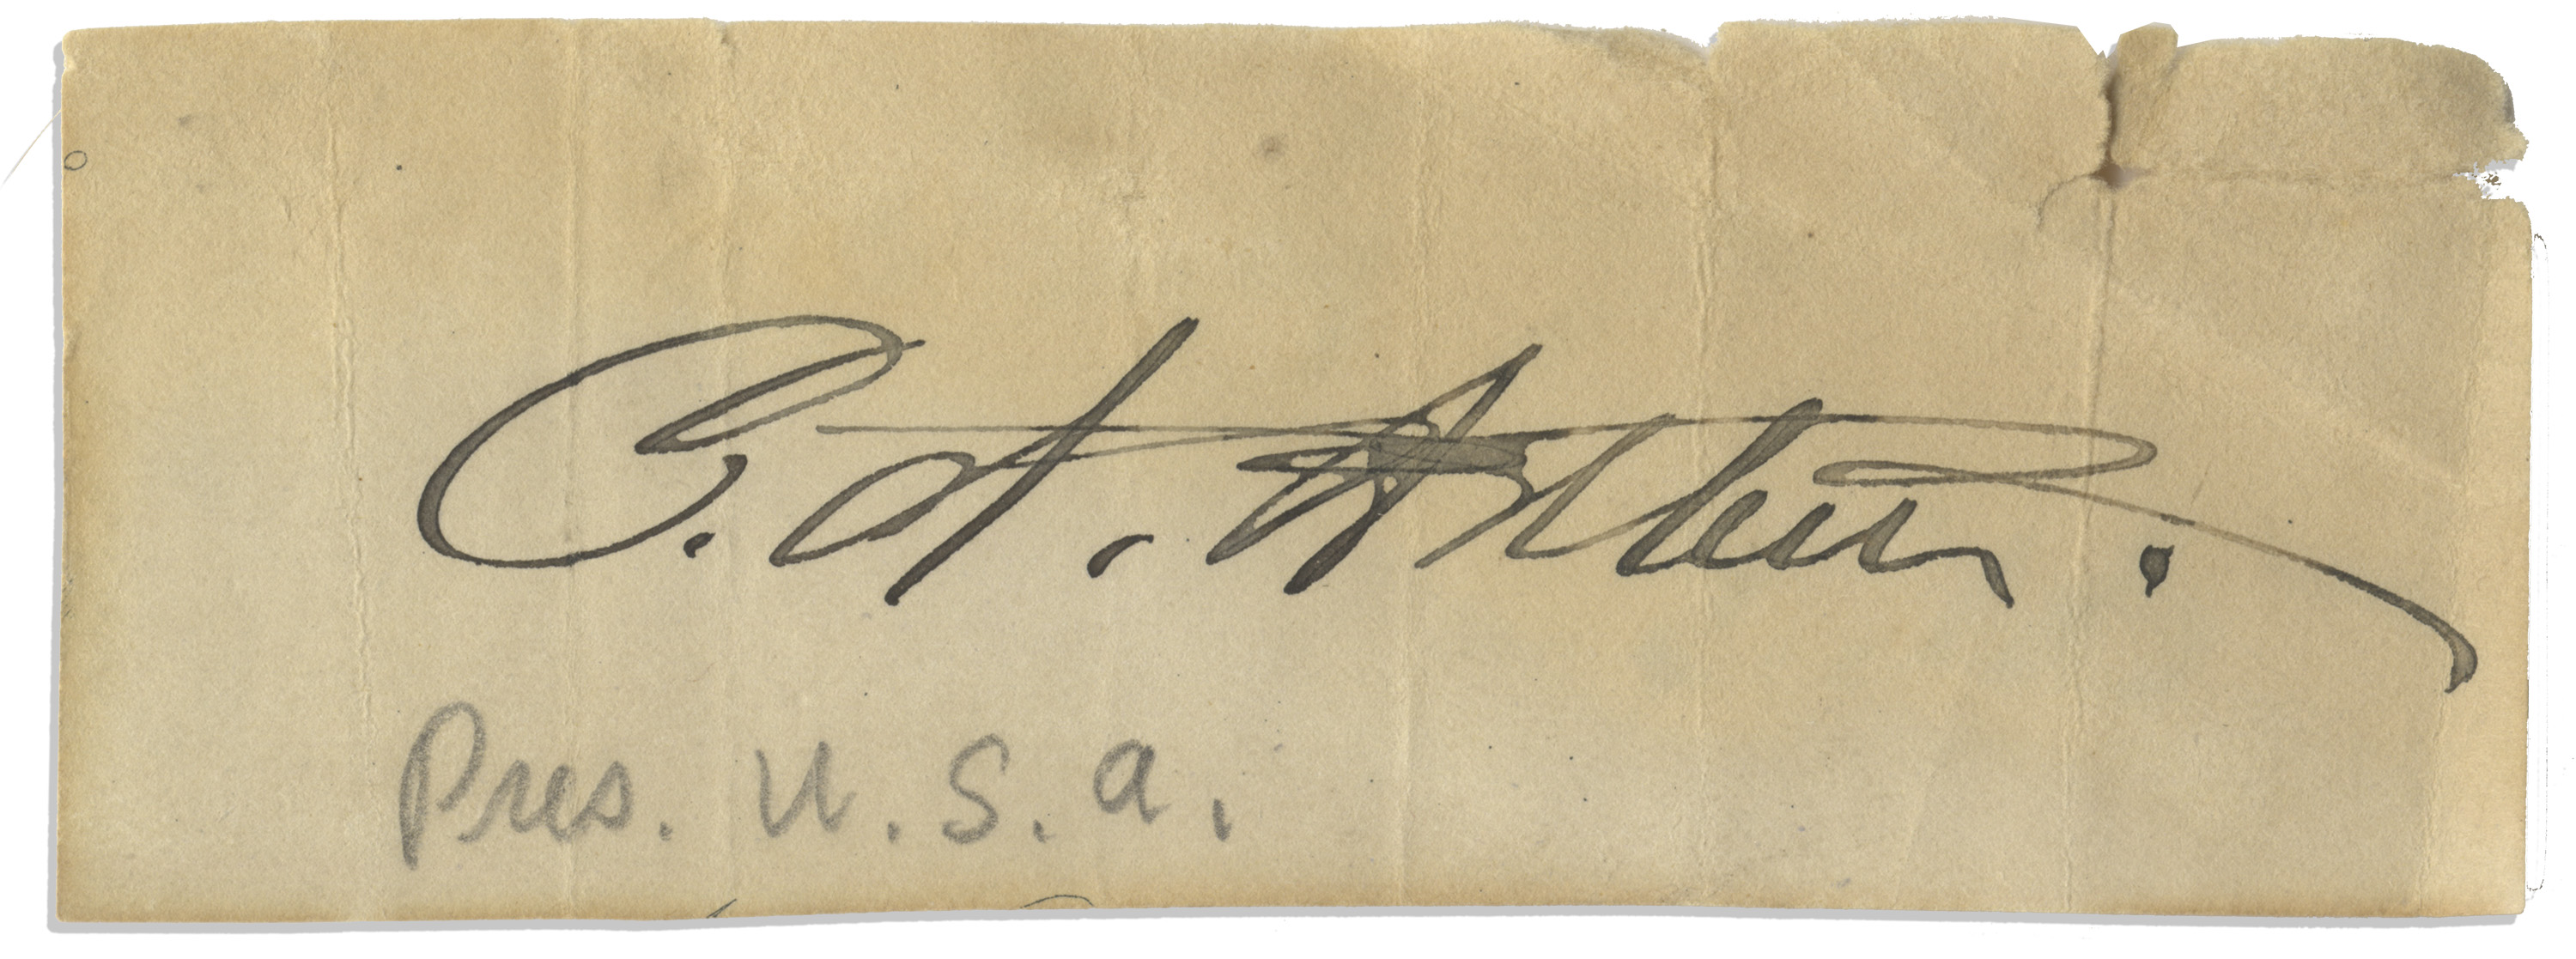 C. A. Arthur.
Pres. U. S. a.